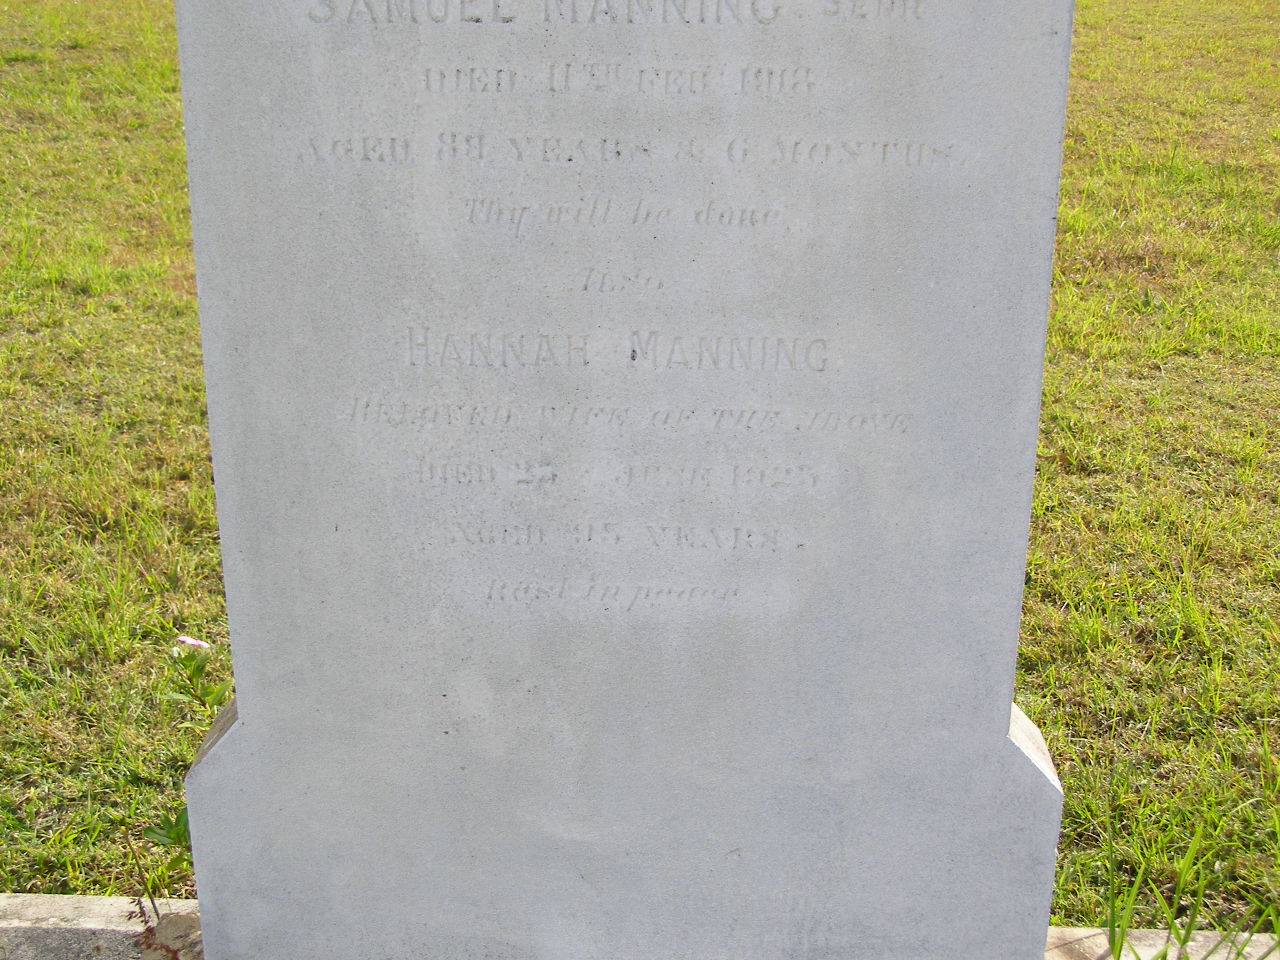 SAMUEL MANNING SENR
DIED 11TH FEB 1918
AGED 88 YEARS & 6 MONTHS.
Thy will be done.
Also
HANNAH MANNING
BELOVED WIFE OF THE ABOVE
DIED JUNE
AGED 95 YEARS.
Rest in peace